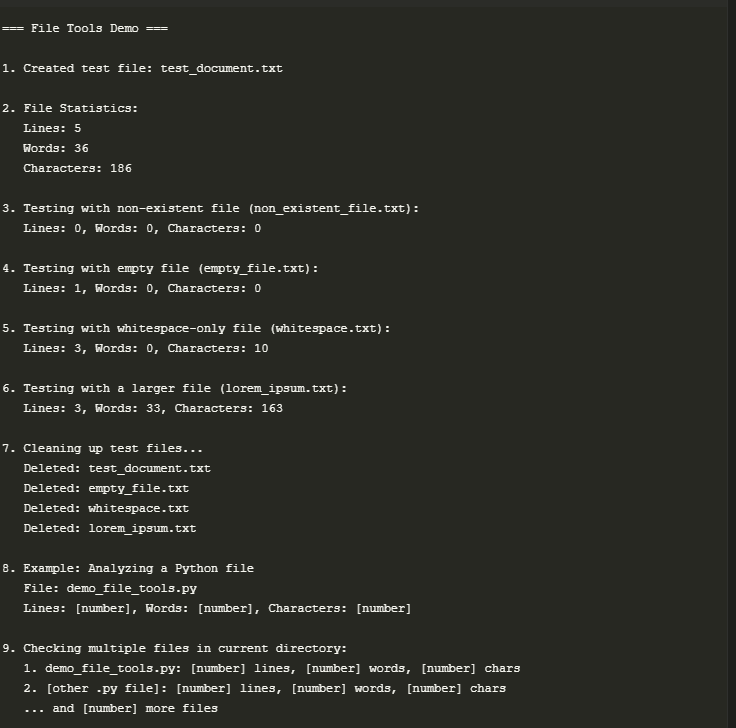 === File Tools Demo ===
1. Created test file: test_document.txt
2. File Statistics:
Lines: 5
Words: 36
Characters: 186
3. Testing with non-existent file (non_existent_file.txt):
Lines: 0, Words: 0, Characters: 0
4. Testing with empty file (empty_file.txt):
Lines: 1, Words: 0, Characters: 0
5. Testing with whitespace-only file (whitespace.txt):
Lines: 3, Words: 0, Characters: 10
6. Testing with a larger file (lorem_ipsum.txt):
Lines: 3, Words: 33, Characters: 163
7. Cleaning up test files...
Deleted: test_document.txt
Deleted: empty_file.txt
Deleted: whitespace.txt
Deleted: lorem_ipsum.txt
8. Example: Analyzing a Python file
File: demo_file_tools.py
Lines: [number], Words: [number], Characters: [number]
9. Checking multiple files in current directory:
1. demo_file_tools.py: [number] lines, [number] words, [number] chars
2. [other .py file]: [number] lines, [number] words, [number] chars
... and [number] more files